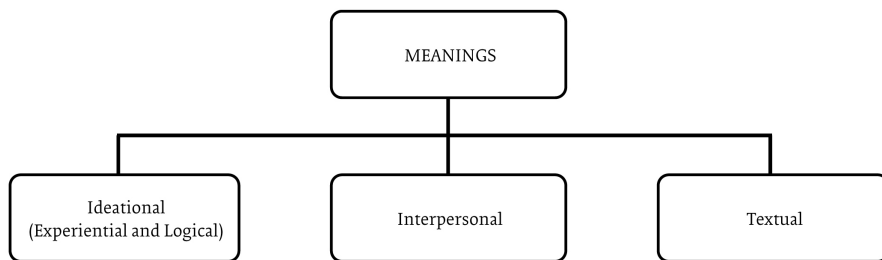 MEANINGS
Ideational
(Experiential and Logical)
Interpersonal
Textual